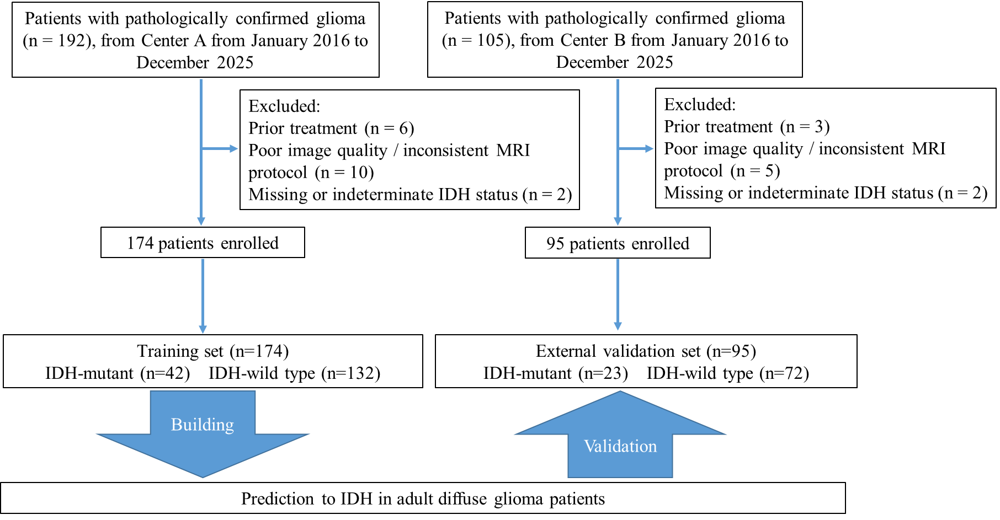 Patients with pathologically confirmed glioma
(n = 192), from Center A from January 2016 to
December 2025
Patients with pathologically confirmed glioma
(n = 105), from Center B from January 2016 to
December 2025
Excluded:
Prior treatment (n = 6)
Poor image quality / inconsistent MRI
protocol (n = 10)
Missing or indeterminate IDH status (n = 2)
Excluded:
Prior treatment (n = 3)
Poor image quality / inconsistent MRI
protocol (n = 5)
Missing or indeterminate IDH status (n = 2)
174 patients enrolled
95 patients enrolled
Training set (n=174)
IDH-mutant (n=42) IDH-wild type (n=132)
External validation set (n=95)
IDH-mutant (n=23) IDH-wild type (n=72)
Building
Validation
Prediction to IDH in adult diffuse glioma patients